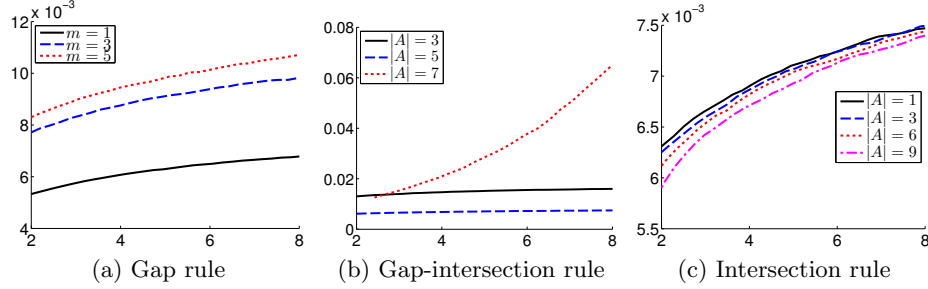 12 x 10⁻³
10
8
6
4
2 4 6 8
m = 1
m = 3
m = 5
(a) Gap rule
0.08
0.06
0.04
0.02
0
2 4 6 8
|A| = 3
|A| = 5
|A| = 7
(b) Gap-intersection rule
7.5 x 10⁻³
7
6.5
6
5.5
2 4 6 8
|A| = 1
|A| = 3
|A| = 6
|A| = 9
(c) Intersection rule